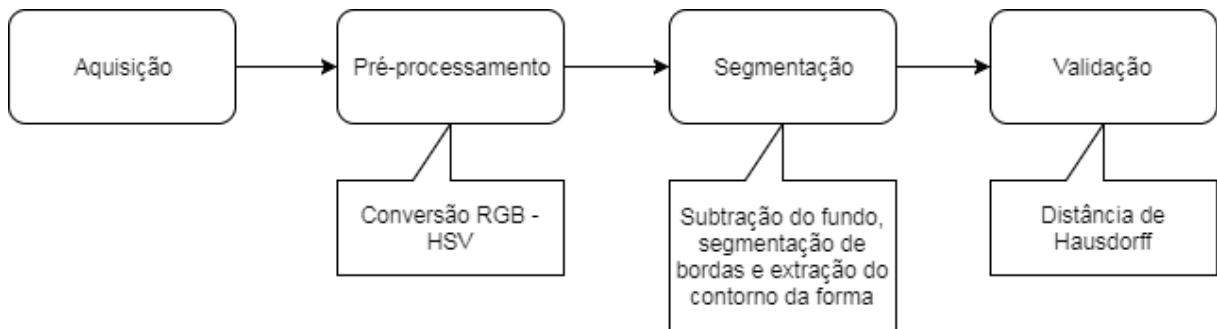 Aquisição
Pré-processamento
Segmentação
Validação
Conversão RGB -
HSV
Subtração do fundo,
segmentação de
bordas e extração do
contorno da forma
Distância de
Hausdorff